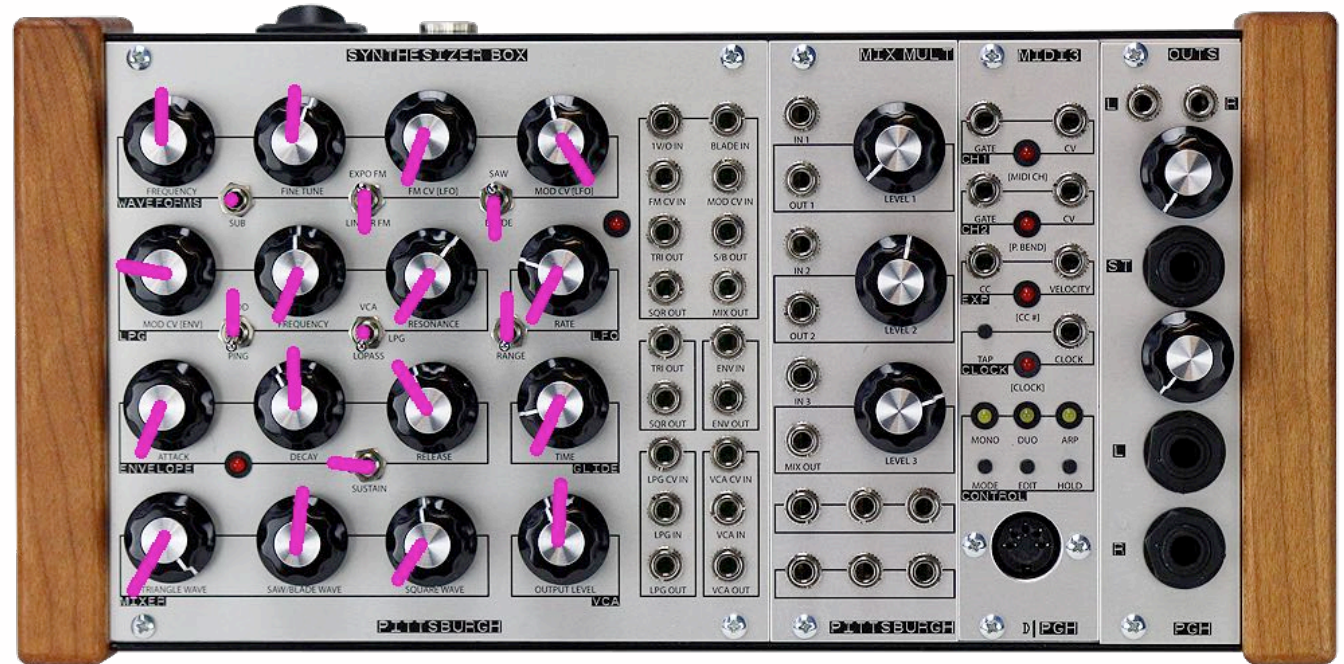 SYNTHESIZER BOX
MIX MULT
MIDI3
OUTS
L
R
FREQUENCY
FINE TUNE
FM CV [LFO]
MOD CV [LFO]
WAVEFORMS
SUB
EXPO FM
SAW
1V/O IN
BLADE IN
FM CV IN
MOD CV IN
TRI OUT
S/B OUT
SQR OUT
MIX OUT
MOD CV [ENV]
FREQUENCY
RESONANCE
RATE
LPG
LFO
PING
VCA
LPG
LOPASS
RANGE
TRI OUT
ENV IN
SQR OUT
ENV OUT
ATTACK
DECAY
RELEASE
TIME
ENVELOPE
GLIDE
SUSTAIN
LPG CV IN
VCA CV IN
LPG IN
VCA IN
LPG OUT
VCA OUT
TRIANGLE WAVE
SAW/BLADE WAVE
SQUARE WAVE
OUTPUT LEVEL
MIXER
VCA
PITTSBURGH
IN 1
OUT 1
LEVEL 1
IN 2
OUT 2
LEVEL 2
IN 3
MIX OUT
LEVEL 3
PITTSBURGH
GATE
CV
CH1
[MIDI CH]
GATE
CV
CH2
[P. BEND]
CC
VELOCITY
EXP
[CC #]
TAP
CLOCK
CLOCK
[CLOCK]
MONO
DUO
ARP
MODE
EDIT
HOLD
CONTROL
D|PGH
ST
L
R
PGH